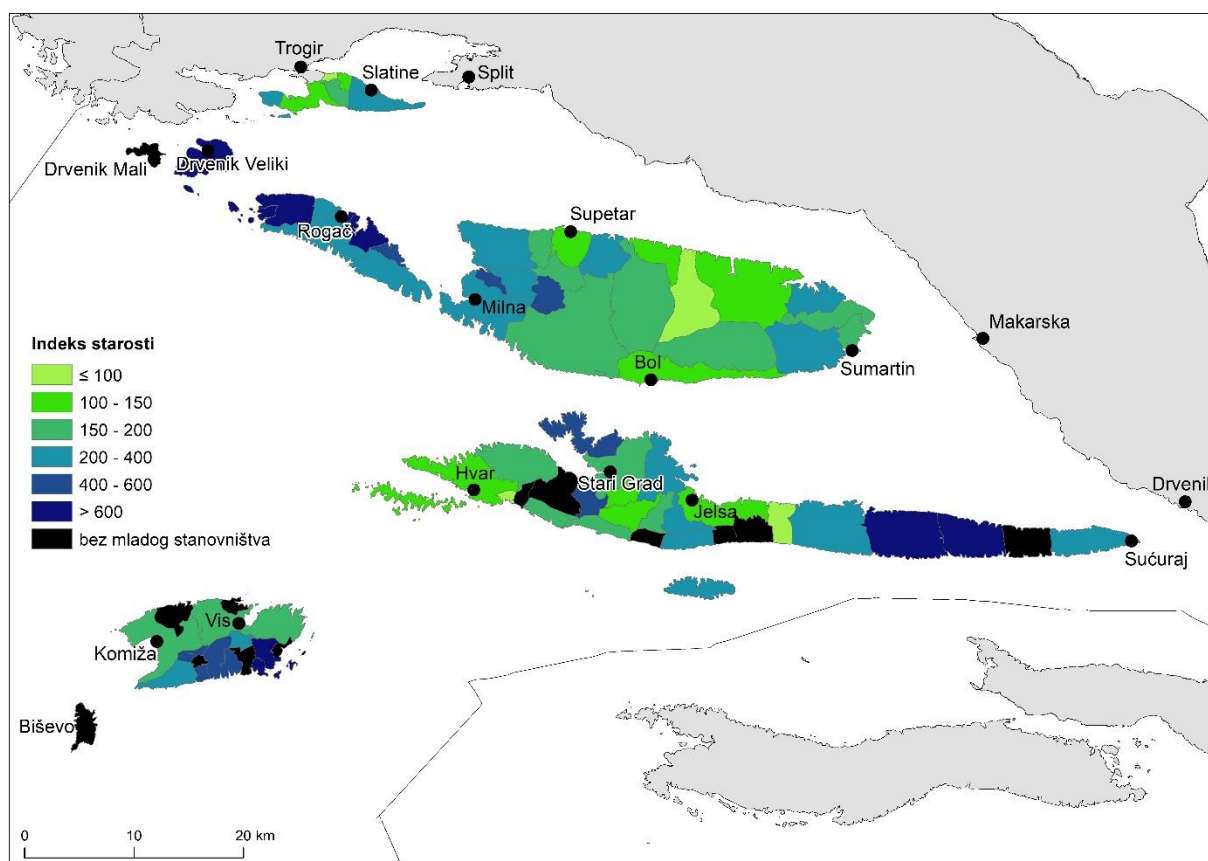 Trogir
Slatine
Split
Drvenik Mali
Drvenik Veliki
Rogač
Supetar
Milna
Makarska
Bol
Sumartin
Indeks starosti
≤ 100
100 - 150
150 - 200
200 - 400
400 - 600
> 600
bez mladog stanovništva
Hvar
Stari Grad
Jelsa
Drvenik
Sućuraj
Vis
Komiža
Biševo
0 10 20 km